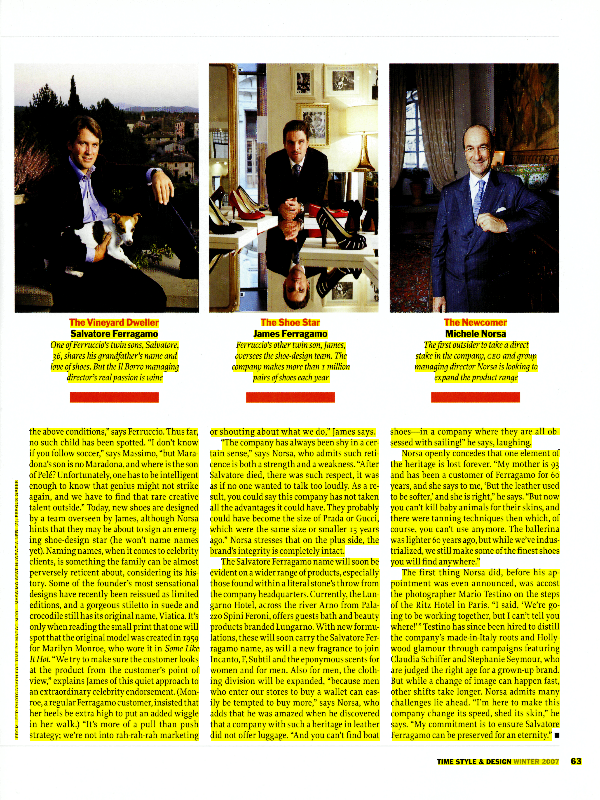 The Vineyard Dweller
Salvatore Ferragamo
One of Ferruccio's twin sons, Salvatore,
36, shares his grandfather's name and
love of shoes. But the Il Borro managing
director's real passion is wine
The Shoe Star
James Ferragamo
Ferruccio's other twin son, James,
oversees the shoe-design team. The
company makes more than 1 million
pairs of shoes each year
The Newcomer
Michele Norsa
The first outsider to take a direct
stake in the company, CEO and group
managing director Norsa is looking to
expand the product range
the above conditions," says Ferruccio. Thus far,
no such child has been spotted. "I don't know
if you follow soccer," says Massimo, "but Mara-
dona's son is no Maradona, and where is the son
of Pelé? Unfortunately, one has to be intelligent
enough to know that genius might not strike
again, and we have to find that rare creative
talent outside." Today, new shoes are designed
by a team overseen by James, although Norsa
hints that they may be about to sign an emerg-
ing shoe-design star (he won't name names
yet). Naming names, when it comes to celebrity
clients, is something the family can be almost
perversely reticent about, considering its his-
tory. Some of the founder's most sensational
designs have recently been reissued as limited
editions, and a gorgeous stiletto in suede and
crocodile still has its original name, Viatica. It's
only when reading the small print that one will
spot that the original model was created in 1959
for Marilyn Monroe, who wore it in Some Like
It Hot. "We try to make sure the customer looks
at the product from the customer's point of
view," explains James of this quiet approach to
an extraordinary celebrity endorsement. (Mon-
roe, a regular Ferragamo customer, insisted that
her heels be extra high to put an added wiggle
in her walk.) "It's more of a pull than push
strategy; we're not into rah-rah-rah marketing
or shouting about what we do," James says.
"The company has always been shy in a cer-
tain sense," says Norsa, who admits such reti-
cence is both a strength and a weakness. "After
Salvatore died, there was such respect, it was
as if no one wanted to talk too loudly. As a re-
sult, you could say this company has not taken
all the advantages it could have. They probably
could have become the size of Prada or Gucci,
which were the same size or smaller 15 years
ago." Norsa stresses that on the plus side, the
brand's integrity is completely intact.
The Salvatore Ferragamo name will soon be
evident on a wider range of products, especially
those found within a literal stone's throw from
the company headquarters. Currently, the Lun-
garno Hotel, across the river Arno from Pala-
zzo Spini Feroni, offers guests bath and beauty
products branded Lungarno. With new formu-
lations, these will soon carry the Salvatore Fer-
ragamo name, as will a new fragrance to join
Incanto, F, Subtil and the eponymous scents for
women and for men. Also for men, the cloth-
ing division will be expanded, "because men
who enter our stores to buy a wallet can eas-
ily be tempted to buy more," says Norsa, who
adds that he was amazed when he discovered
that a company with such a heritage in leather
did not offer luggage. "And you can't find boat
shoes—in a company where they are all ob-
sessed with sailing!" he says, laughing.
Norsa openly concedes that one element of
the heritage is lost forever. "My mother is 93
and has been a customer of Ferragamo for 60
years, and she says to me, 'But the leather used
to be softer,' and she is right," he says. "But now
you can't kill baby animals for their skins, and
there were tanning techniques then which, of
course, you can't use anymore. The ballerina
was lighter 60 years ago, but while we've indus-
trialized, we still make some of the finest shoes
you will find anywhere."
The first thing Norsa did, before his ap-
pointment was even announced, was accost
the photographer Mario Testino on the steps
of the Ritz Hotel in Paris. "I said, 'We're go-
ing to be working together, but I can't tell you
where!'" Testino has since been hired to distill
the company's made-in-Italy roots and Holly-
wood glamour through campaigns featuring
Claudia Schiffer and Stephanie Seymour, who
are judged the right age for a grown-up brand.
But while a change of image can happen fast,
other shifts take longer. Norsa admits many
challenges lie ahead. "I'm here to make this
company change its speed, shed its skin," he
says. "My commitment is to ensure Salvatore
Ferragamo can be preserved for an eternity." ■
TIME STYLE & DESIGN WINTER 2007 63